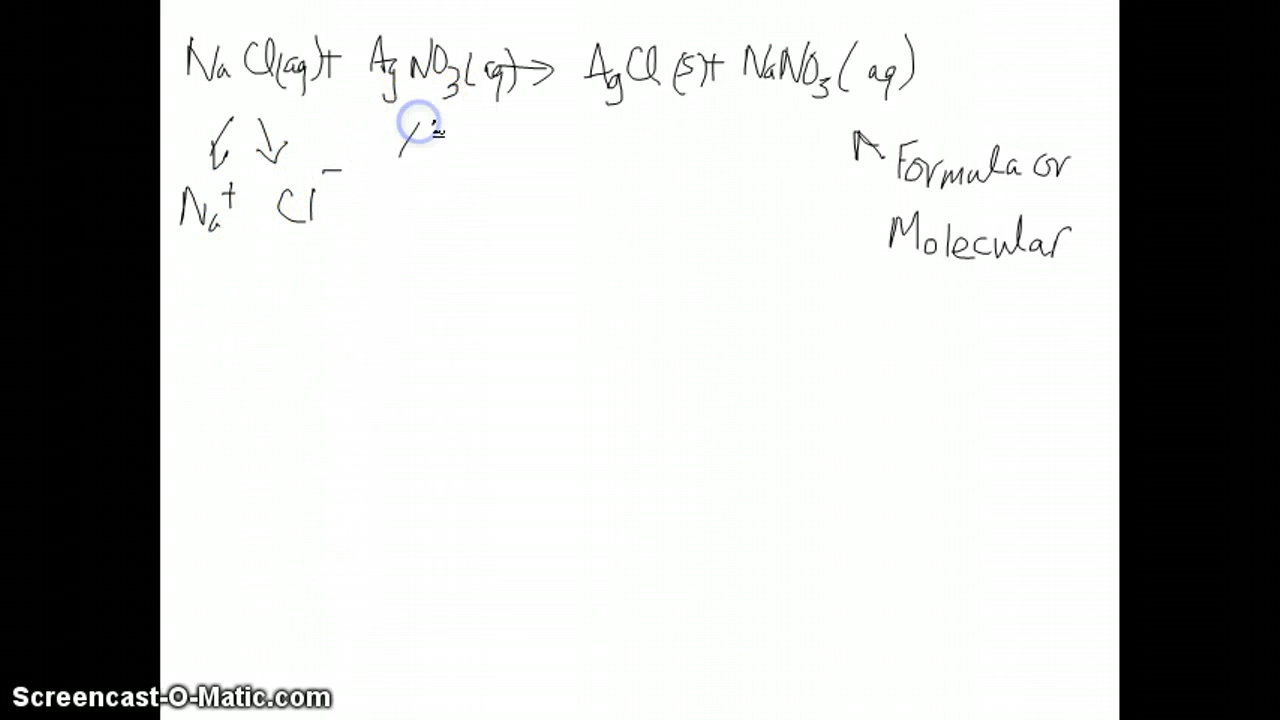 NaCl(aq)+ AgNO3(aq)→ AgCl(s)+ NaNO3(aq)
Na+ Cl-
Formula or
Molecular
Screencast-O-Matic.com